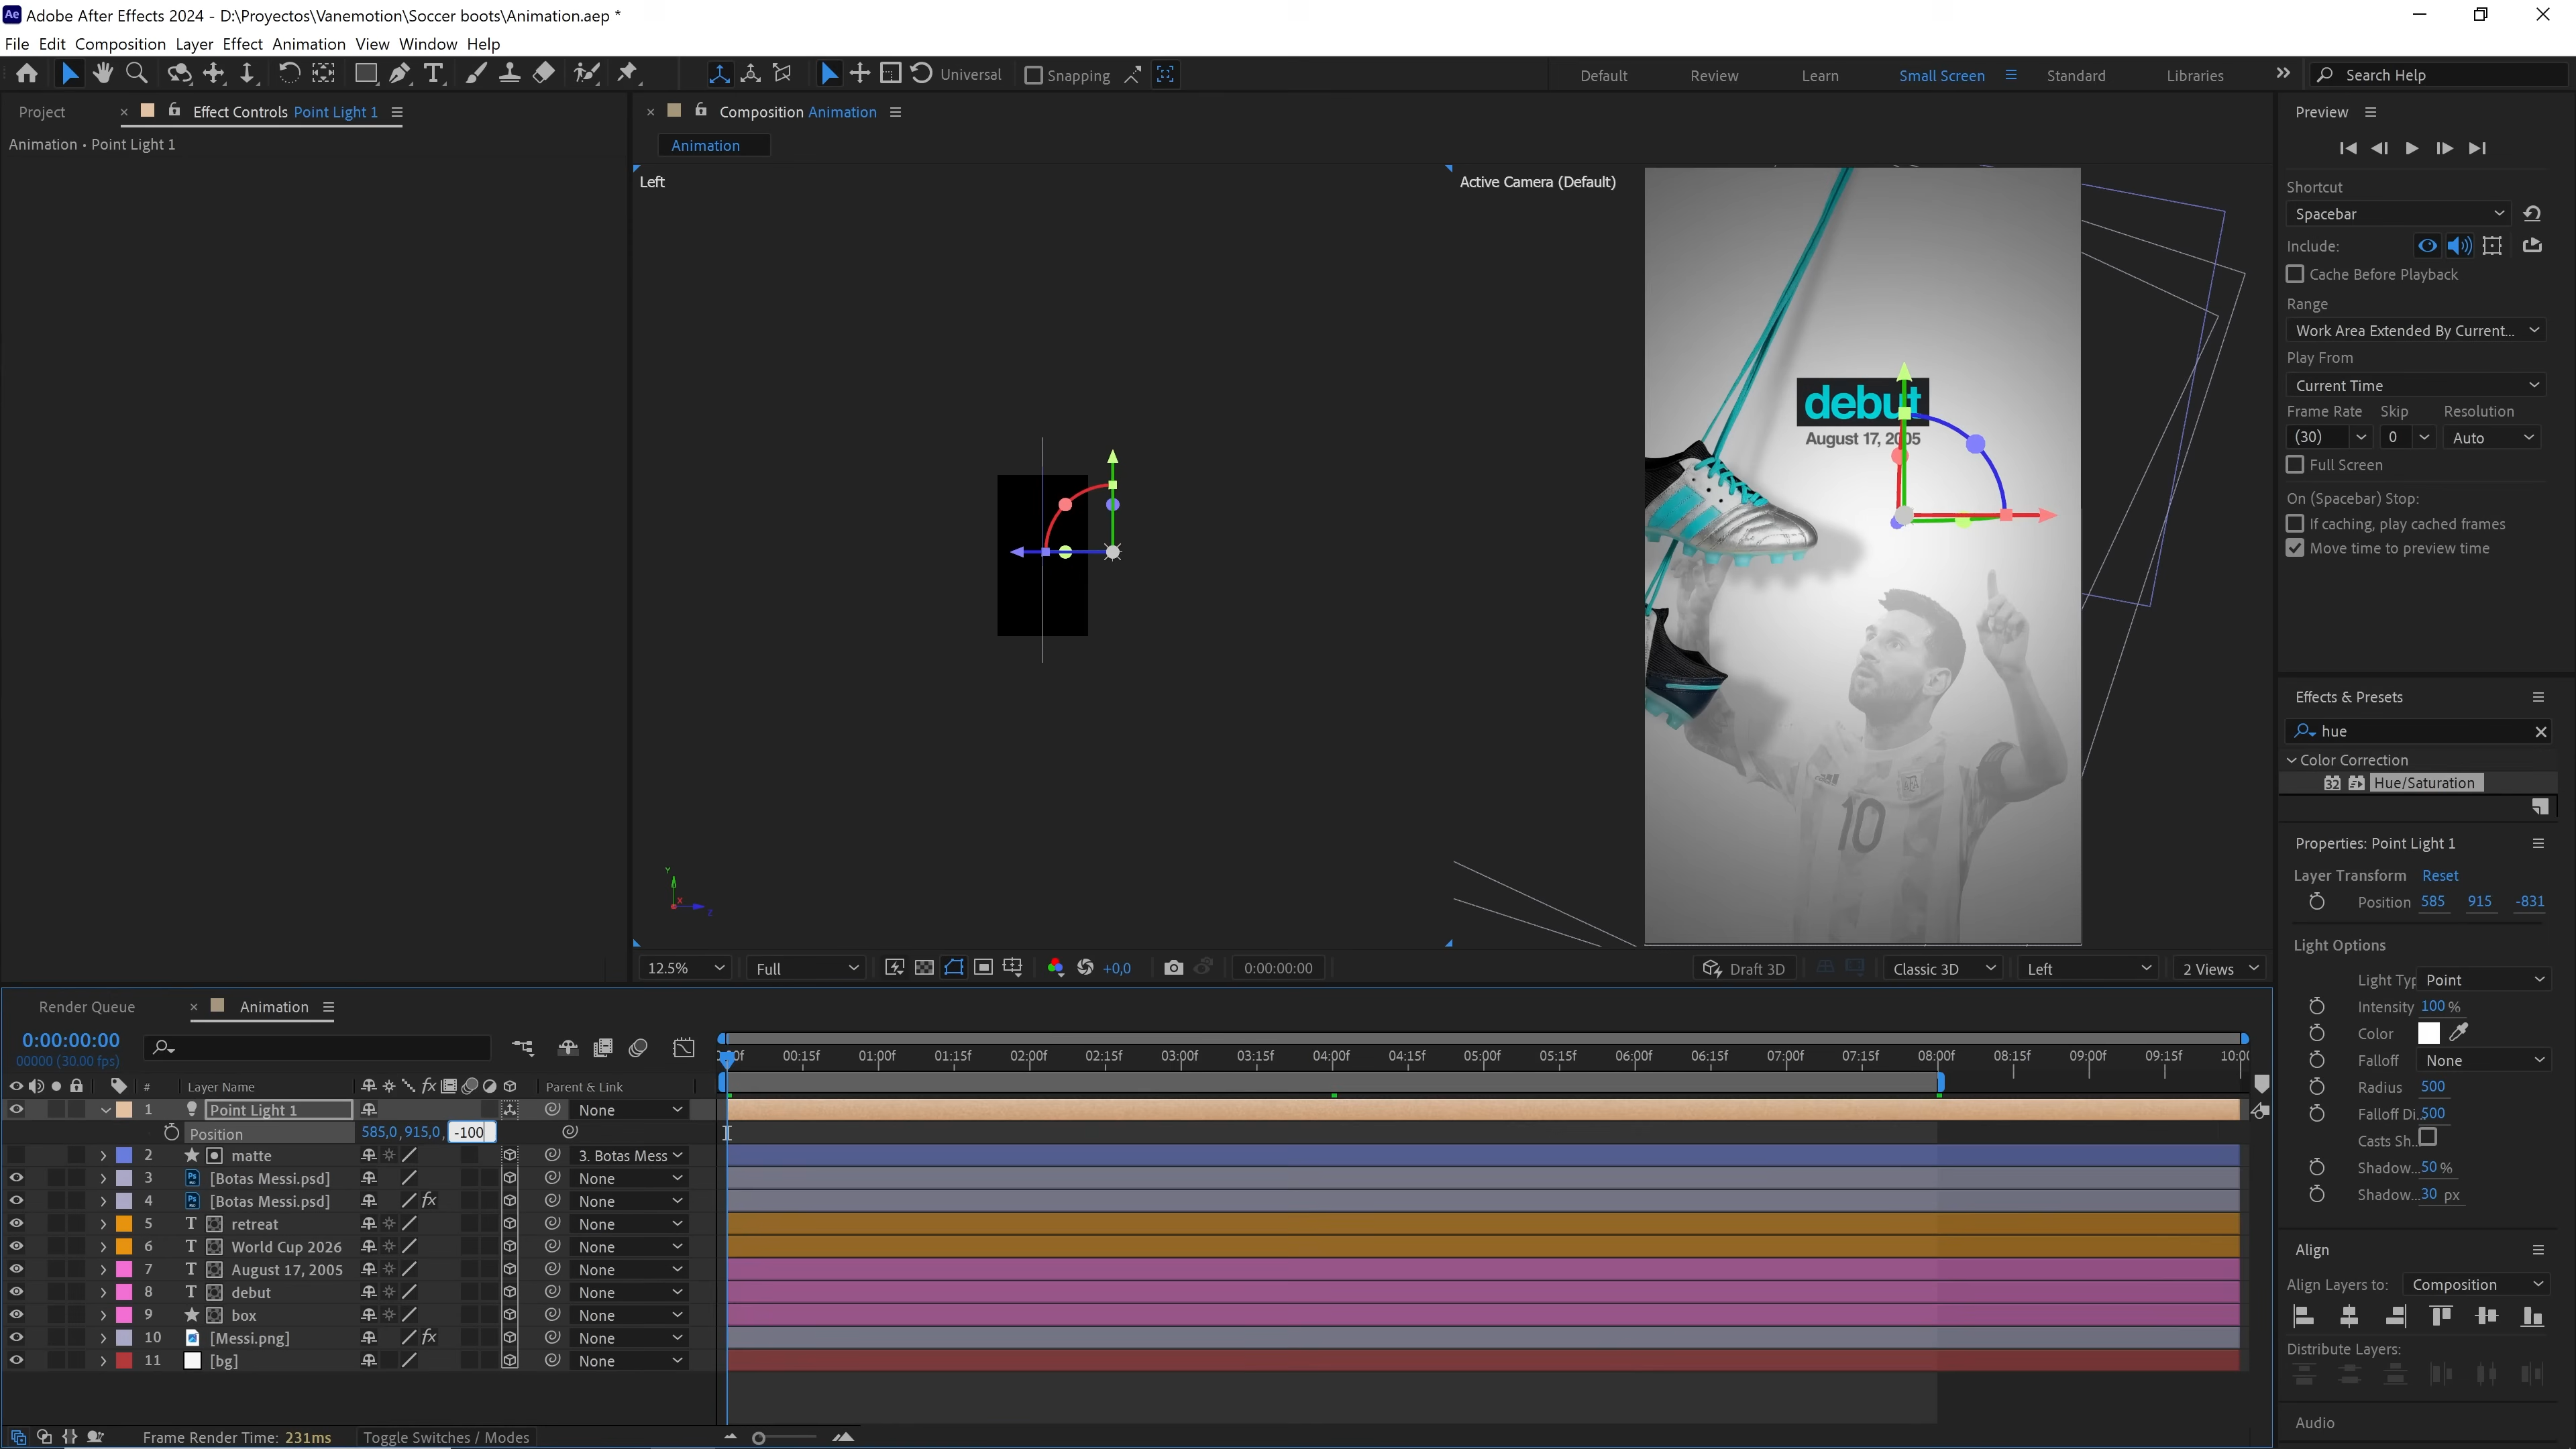 Adobe After Effects 2024 - D:\Proyectos\Vanemotion\Soccer boots\Animation.aep *
File Edit Composition Layer Effect Animation View Window Help
Universal
Snapping
Default Review Learn Small Screen Standard Libraries
Search Help
Project
Effect Controls Point Light 1
Animation • Point Light 1
Composition Animation
Animation
Left
Active Camera (Default)
debut
August 17, 2005
10
12.5%
Full
+0,0
0:00:00:00
Draft 3D
Classic 3D
Left
2 Views
Preview
Shortcut
Spacebar
Include:
Cache Before Playback
Range
Work Area Extended By Current...
Play From
Current Time
Frame Rate Skip Resolution
(30) 0 Auto
Full Screen
On (Spacebar) Stop:
If caching, play cached frames
Move time to preview time
Effects & Presets
hue
Color Correction
32 Hue/Saturation
Properties: Point Light 1
Layer Transform Reset
Position 585 915 -831
Light Options
Light Typ Point
Intensity 100 %
Color
Falloff None
Radius 500
Falloff Di...500
Casts Sh...
Shadow...50 %
Shadow...30 px
Align
Align Layers to: Composition
Distribute Layers:
Audio
Render Queue
Animation
0:00:00:00
00000 (30.00 fps)
00:15f 01:00f 01:15f 02:00f 02:15f 03:00f 03:15f 04:00f 04:15f 05:00f 05:15f 06:00f 06:15f 07:00f 07:15f 08:00f 08:15f 09:00f 09:15f 10:00
# Layer Name Parent & Link
1 Point Light 1 None
Position 585,0, 915,0, -100
2 matte 3. Botas Mess
3 [Botas Messi.psd] None
4 [Botas Messi.psd] None
5 retreat None
6 World Cup 2026 None
7 August 17, 2005 None
8 debut None
9 box None
10 [Messi.png] None
11 [bg] None
Frame Render Time: 231ms
Toggle Switches / Modes